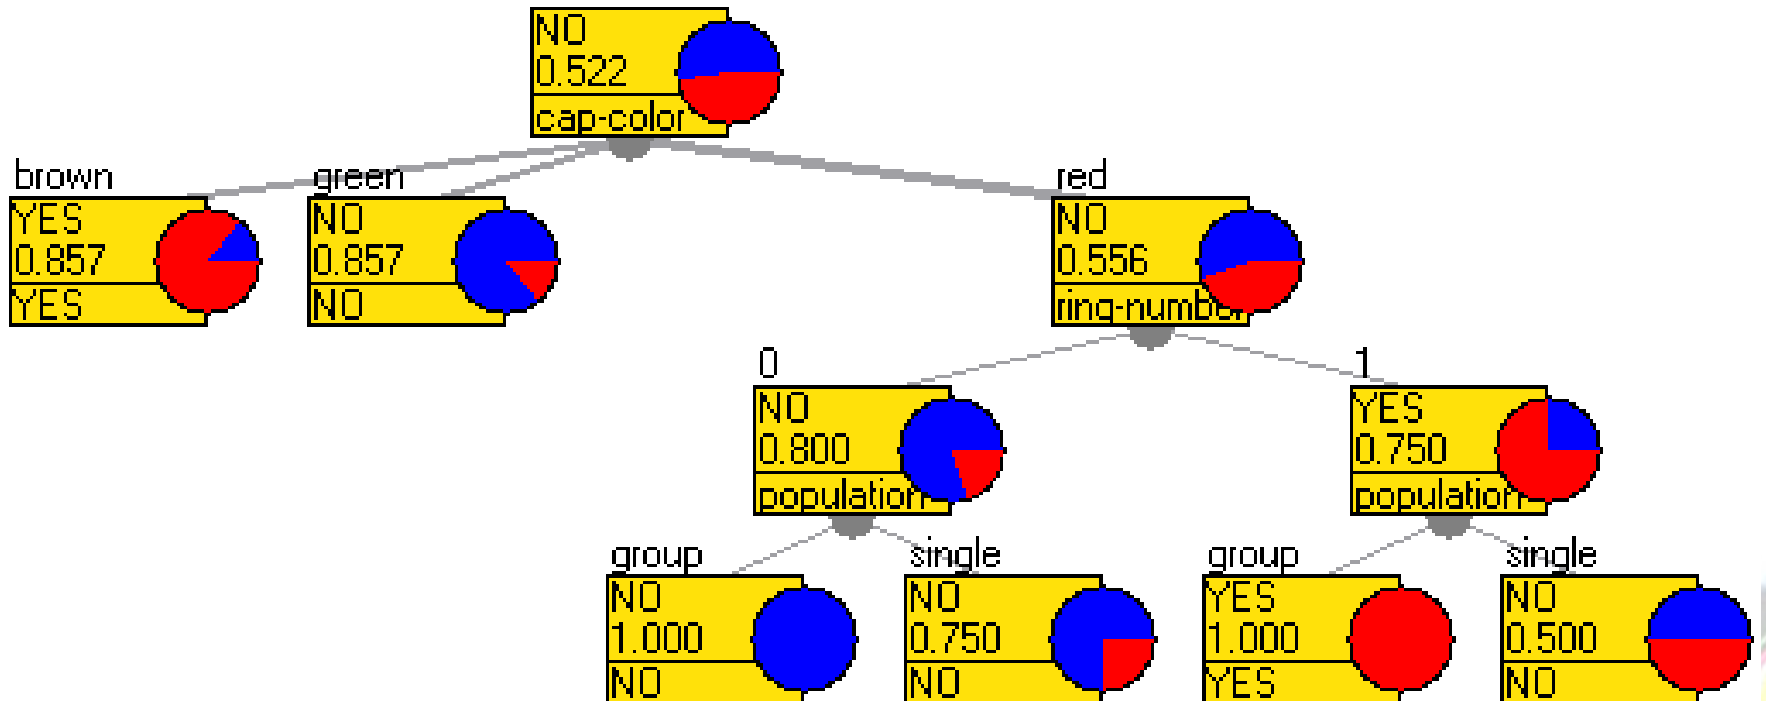 NO
0.522
cap-color
brown
YES
0.857
YES
green
NO
0.857
NO
red
NO
0.556
ring-number
0
NO
0.800
population
1
YES
0.750
population
group
NO
1.000
NO
single
NO
0.750
NO
group
YES
1.000
YES
single
NO
0.500
NO